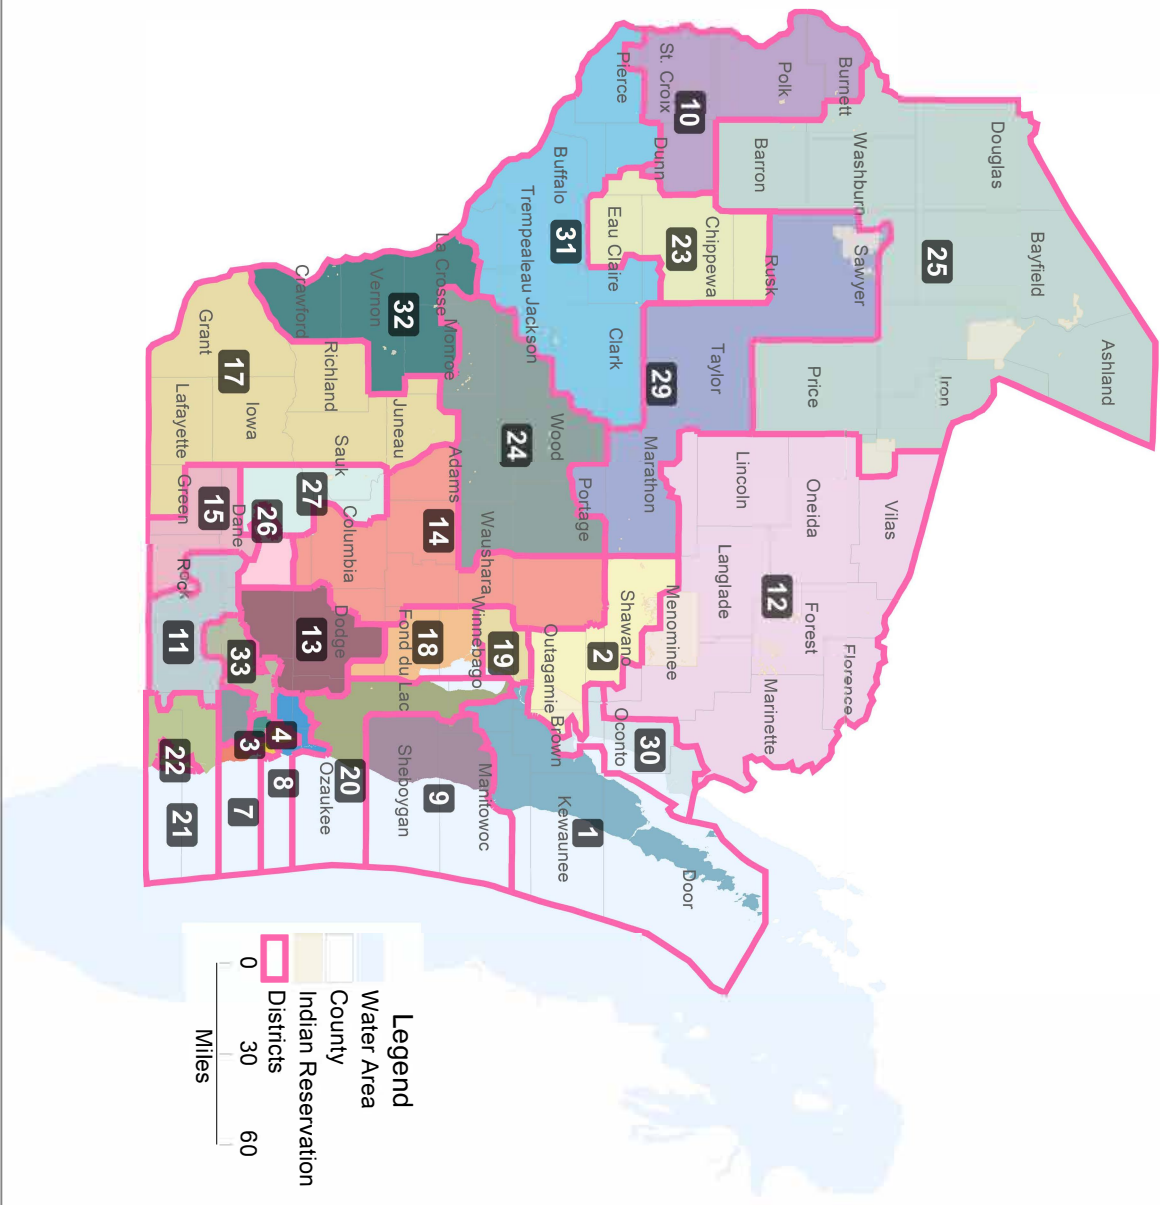 Douglas
Bayfield
Ashland
Iron
25
Burnett
Washburn
Sawyer
Polk
Barron
Rusk
Price
Vilas
Oneida
Forest
Florence
10
St. Croix
Dunn
Chippewa
23
Taylor
29
Lincoln
Langlade
12
Marinette
Pierce
Buffalo
31
Eau Claire
Clark
Marathon
Menominee
Shawano
2
Oconto
30
Door
Trempealeau
Jackson
Wood
24
Portage
Waushara
Outagamie
Brown
Kewaunee
1
La Crosse
Monroe
Juneau
Adams
14
Winnebago
19
Manitowoc
Vernon
32
Crawford
Richland
Sauk
27
Columbia
Dodge
18
Fond du Lac
Sheboygan
9
Grant
17
Iowa
Lafayette
Green
15
Dane
26
13
Ozaukee
20
Rock
11
33
3
4
8
7
22
21
Legend
Water Area
County
Indian Reservation
Districts
0 30 60
Miles